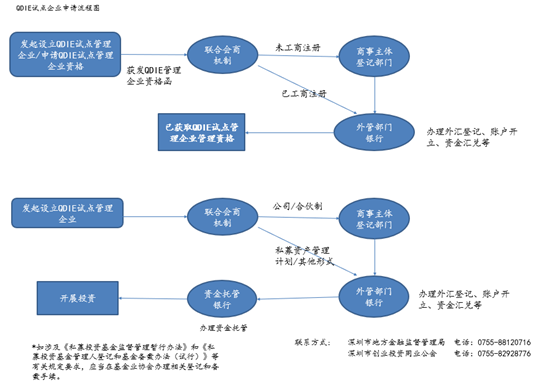 QDIE试点企业申请流程图
发起设立QDIE试点管理
企业/申请QDIE试点管理
企业资格
联合会商
机制
未工商注册
商事主体
登记部门
获发QDIE管理
企业资格函
已工商注册
已获取QDIE试点管
理企业管理资格
外管部门
银行
办理外汇登记、账户开
立、资金汇兑等
发起设立QDIE试点管理
企业
联合会商
机制
公司/合伙制
商事主体
登记部门
私募资产管理
计划/其他形式
开展投资
资金托管
银行
外管部门
银行
办理外汇登记、账户开
立、资金汇兑等
办理资金托管
*如涉及《私募投资基金监督管理暂行办法》和《私
募投资基金管理人登记和基金备案办法（试行）》等
有关规定要求，应当在基金业协会办理相关登记和备
案手续。
联系方式： 深圳市地方金融监督管理局 电话：0755-88120716
深圳市创业投资同业公会 电话：0755-82928776